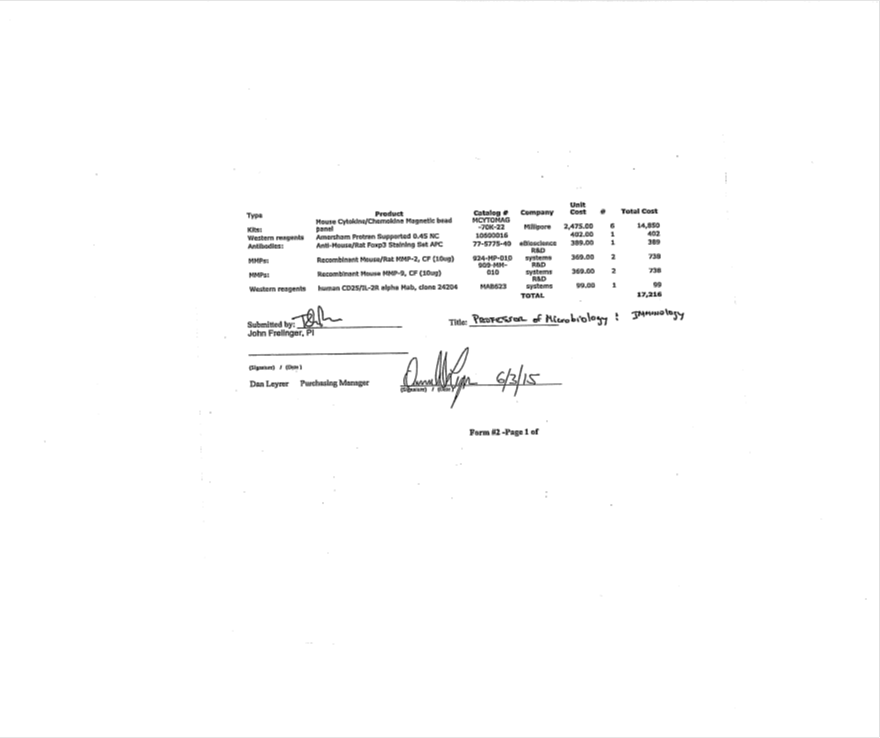 Unit
Type Product Catalog # Company Cost # Total Cost
Mouse Cytokine/Chemokine Magnetic bead MCYTOMAG
Kits: panel -70K-22 Millipore 2,475.00 6 14,850
Western reagents Amersham Protran Supported 0.45 NC 10600016 402.00 1 402
Antibodies: Anti-Mouse/Rat Foxp3 Staining Set APC 77-5775-40 eBioscience 389.00 1 389
R&D
MMPs: Recombinant Mouse/Rat MMP-2, CF (10ug) 924-MP-010 systems 369.00 2 738
909-MM- R&D
MMPs: Recombinant Mouse MMP-9, CF (10ug) 010 systems 369.00 2 738
R&D
Western reagents human CD25/IL-2R alpha Mab, clone 24204 MAB623 systems 99.00 1 99
TOTAL 17,216
Submitted by: Title: Professor of Microbiology & Immunology
John Frelinger, PI
(Signature) / (Date)
Dan Leyrer Purchasing Manager 6/3/15
(Signature) / (Date)
Form #2 -Page 1 of